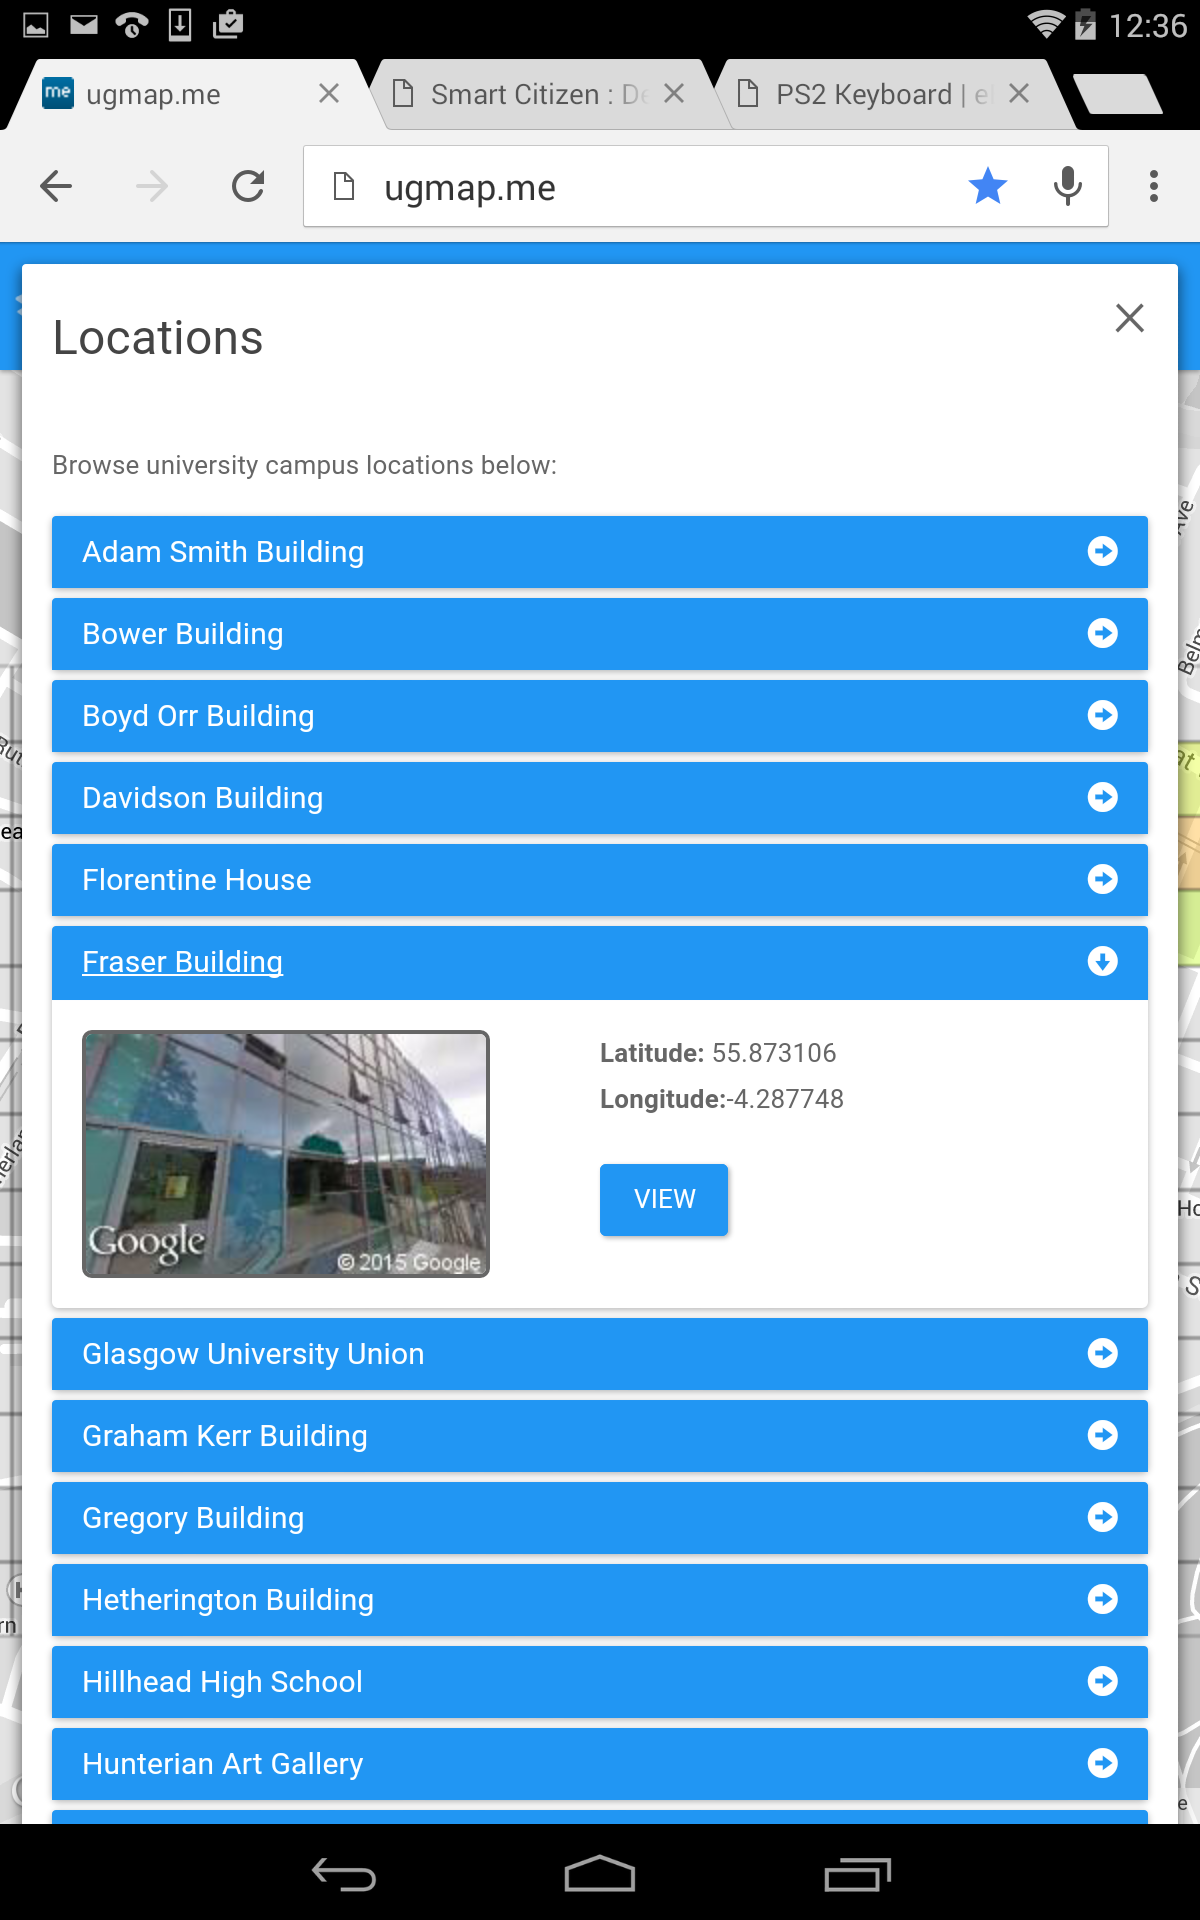 12:36
me ugmap.me
Smart Citizen : De
PS2 Keyboard | e
ugmap.me
Locations
Browse university campus locations below:
Adam Smith Building
Bower Building
Boyd Orr Building
Davidson Building
Florentine House
Fraser Building
Latitude: 55.873106
Longitude:-4.287748
VIEW
Google
© 2015 Google
Glasgow University Union
Graham Kerr Building
Gregory Building
Hetherington Building
Hillhead High School
Hunterian Art Gallery